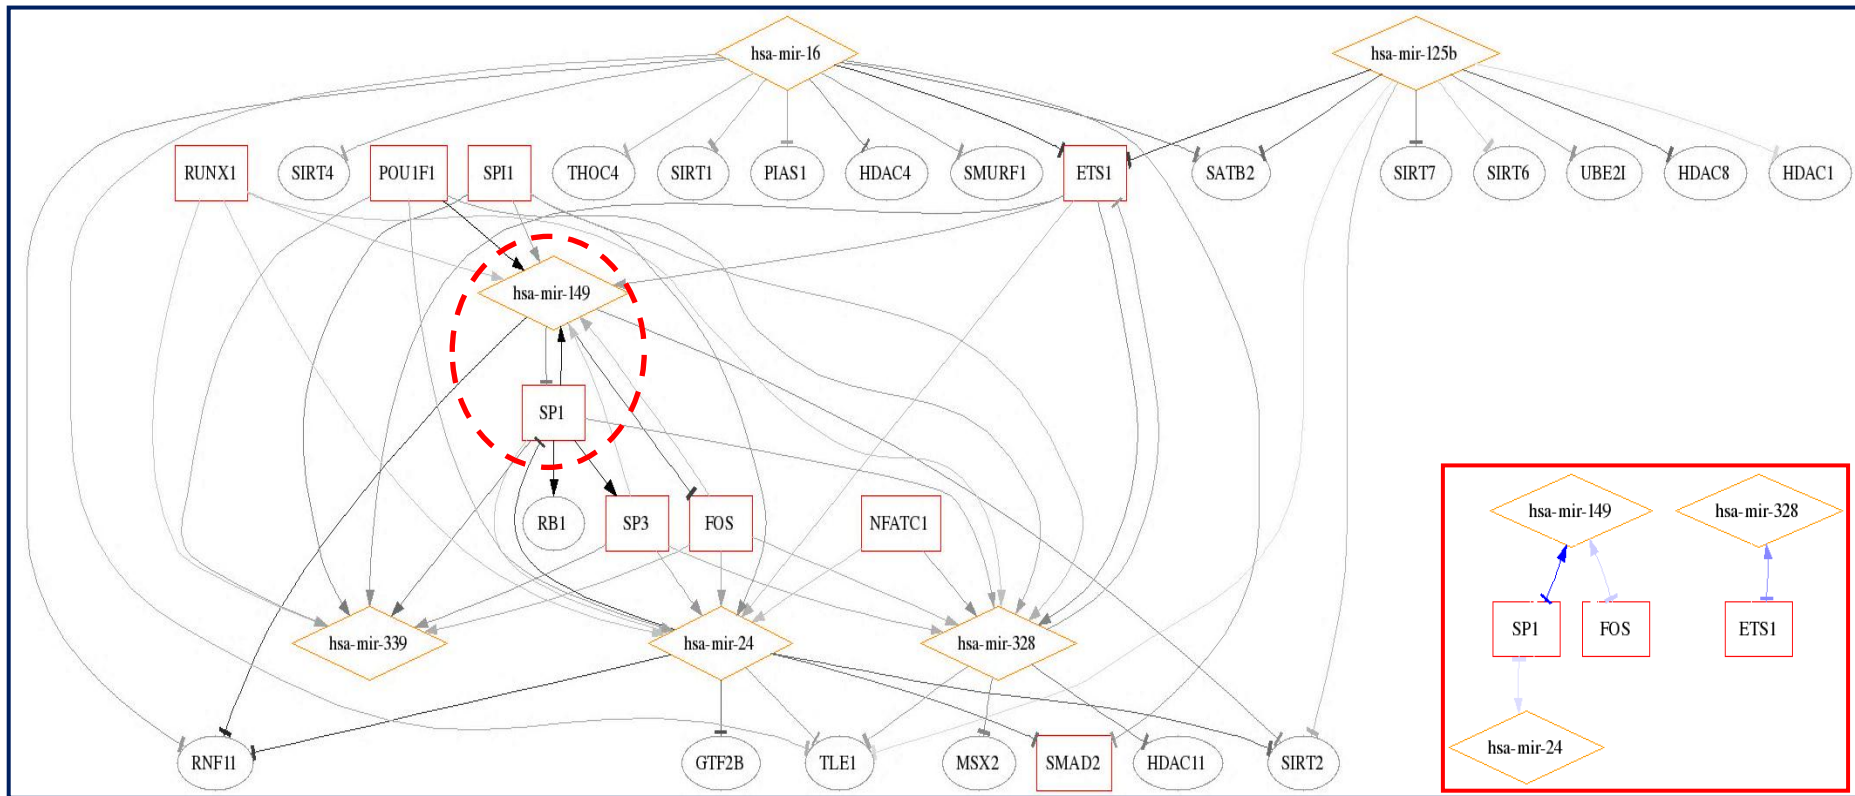 hsa-mir-16
hsa-mir-125b
RUNX1
SIRT4
POU1F1
SPI1
THOC4
SIRT1
PIAS1
HDAC4
SMURF1
ETS1
SATB2
SIRT7
SIRT6
UBE2I
HDAC8
HDAC1
hsa-mir-149
SP1
RB1
SP3
FOS
NFATC1
hsa-mir-339
hsa-mir-24
hsa-mir-328
RNF11
GTF2B
TLE1
MSX2
SMAD2
HDAC11
SIRT2
hsa-mir-149
hsa-mir-328
SP1
FOS
ETS1
hsa-mir-24